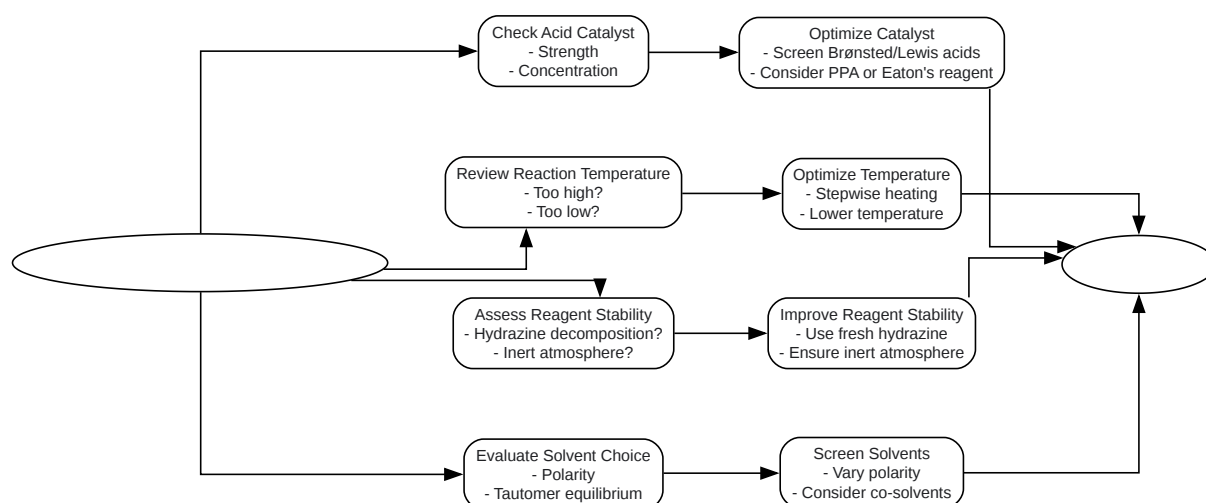 Check Acid Catalyst
- Strength
- Concentration
Optimize Catalyst
- Screen Brønsted/Lewis acids
- Consider PPA or Eaton's reagent
Review Reaction Temperature
- Too high?
- Too low?
Optimize Temperature
- Stepwise heating
- Lower temperature
Assess Reagent Stability
- Hydrazine decomposition?
- Inert atmosphere?
Improve Reagent Stability
- Use fresh hydrazine
- Ensure inert atmosphere
Evaluate Solvent Choice
- Polarity
- Tautomer equilibrium
Screen Solvents
- Vary polarity
- Consider co-solvents